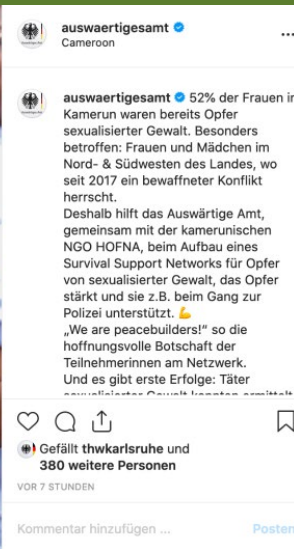 auswaertigesamt
Cameroon
auswaertigesamt 52% der Frauen in
Kamerun waren bereits Opfer
sexualisierter Gewalt. Besonders
betroffen: Frauen und Mädchen im
Nord- & Südwesten des Landes, wo
seit 2017 ein bewaffneter Konflikt
herrscht.
Deshalb hilft das Auswärtige Amt,
gemeinsam mit der kamerunischen
NGO HOFNA, beim Aufbau eines
Survival Support Networks für Opfer
von sexualisierter Gewalt, das Opfer
stärkt und sie z.B. beim Gang zur
Polizei unterstützt. 💪
„We are peacebuilders!“ so die
hoffnungsvolle Botschaft der
Teilnehmerinnen am Netzwerk.
Und es gibt erste Erfolge: Täter
sexualisierter Gewalt konnten ermittelt
Gefällt thwkarlsruhe und
380 weitere Personen
VOR 7 STUNDEN
Kommentar hinzufügen ...
Posten